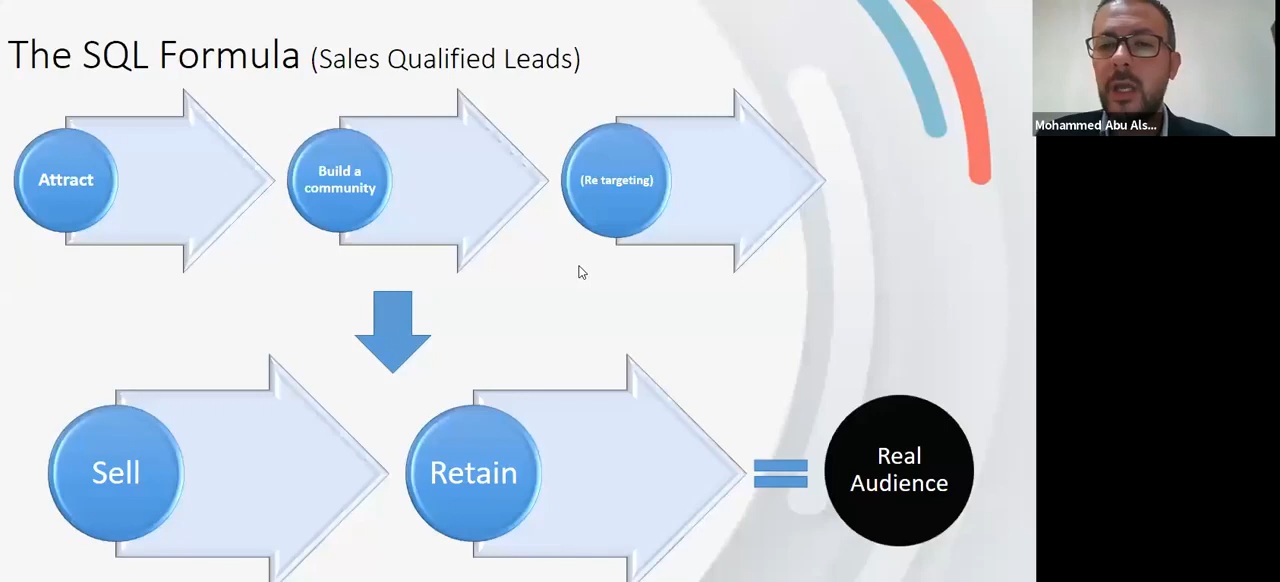 The SQL Formula (Sales Qualified Leads)
Attract
Build a
community
(Re targeting)
Mohammed Abu Als...
Sell
Retain
Real
Audience